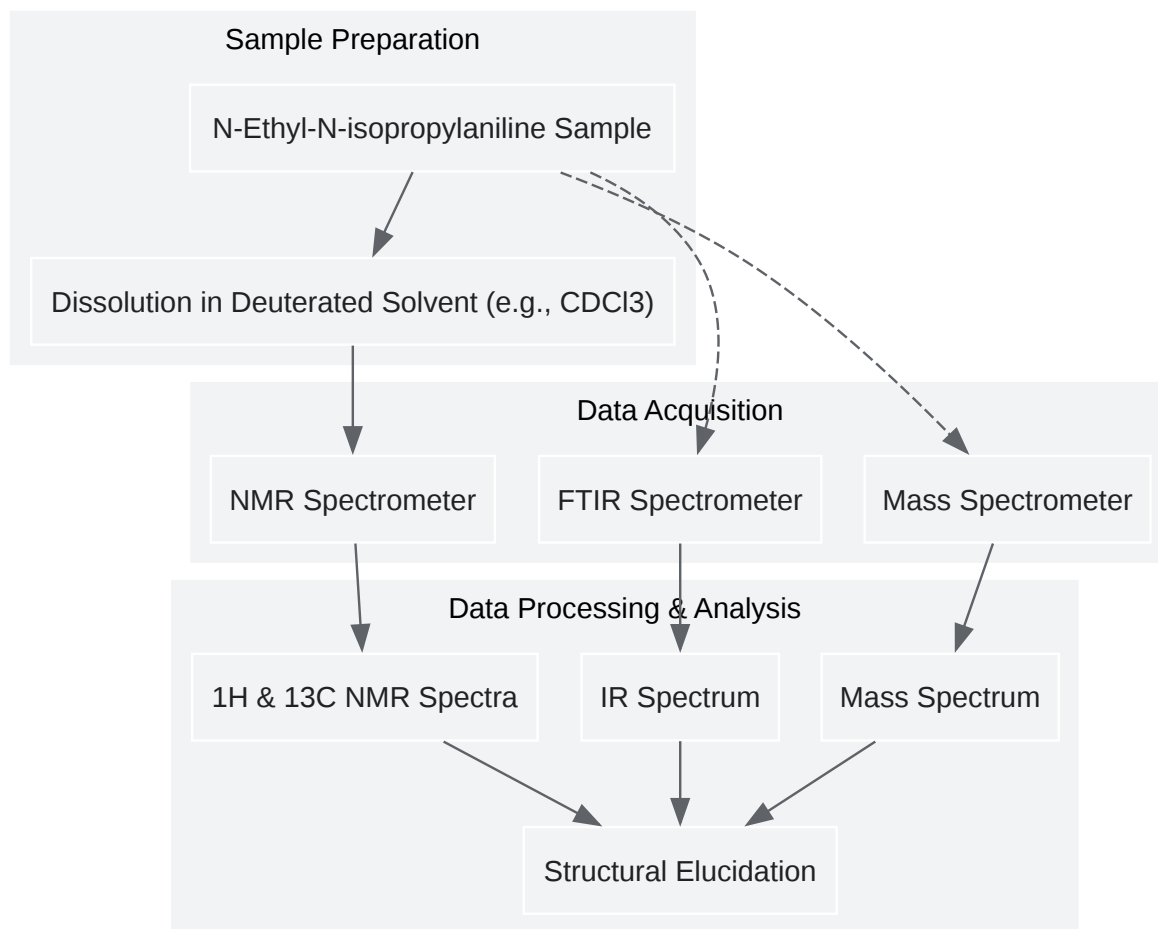 Sample Preparation
N-Ethyl-N-isopropylaniline Sample
Dissolution in Deuterated Solvent (e.g., CDCl3)
Data Acquisition
NMR Spectrometer
FTIR Spectrometer
Mass Spectrometer
Data Processing & Analysis
1H & 13C NMR Spectra
IR Spectrum
Mass Spectrum
Structural Elucidation